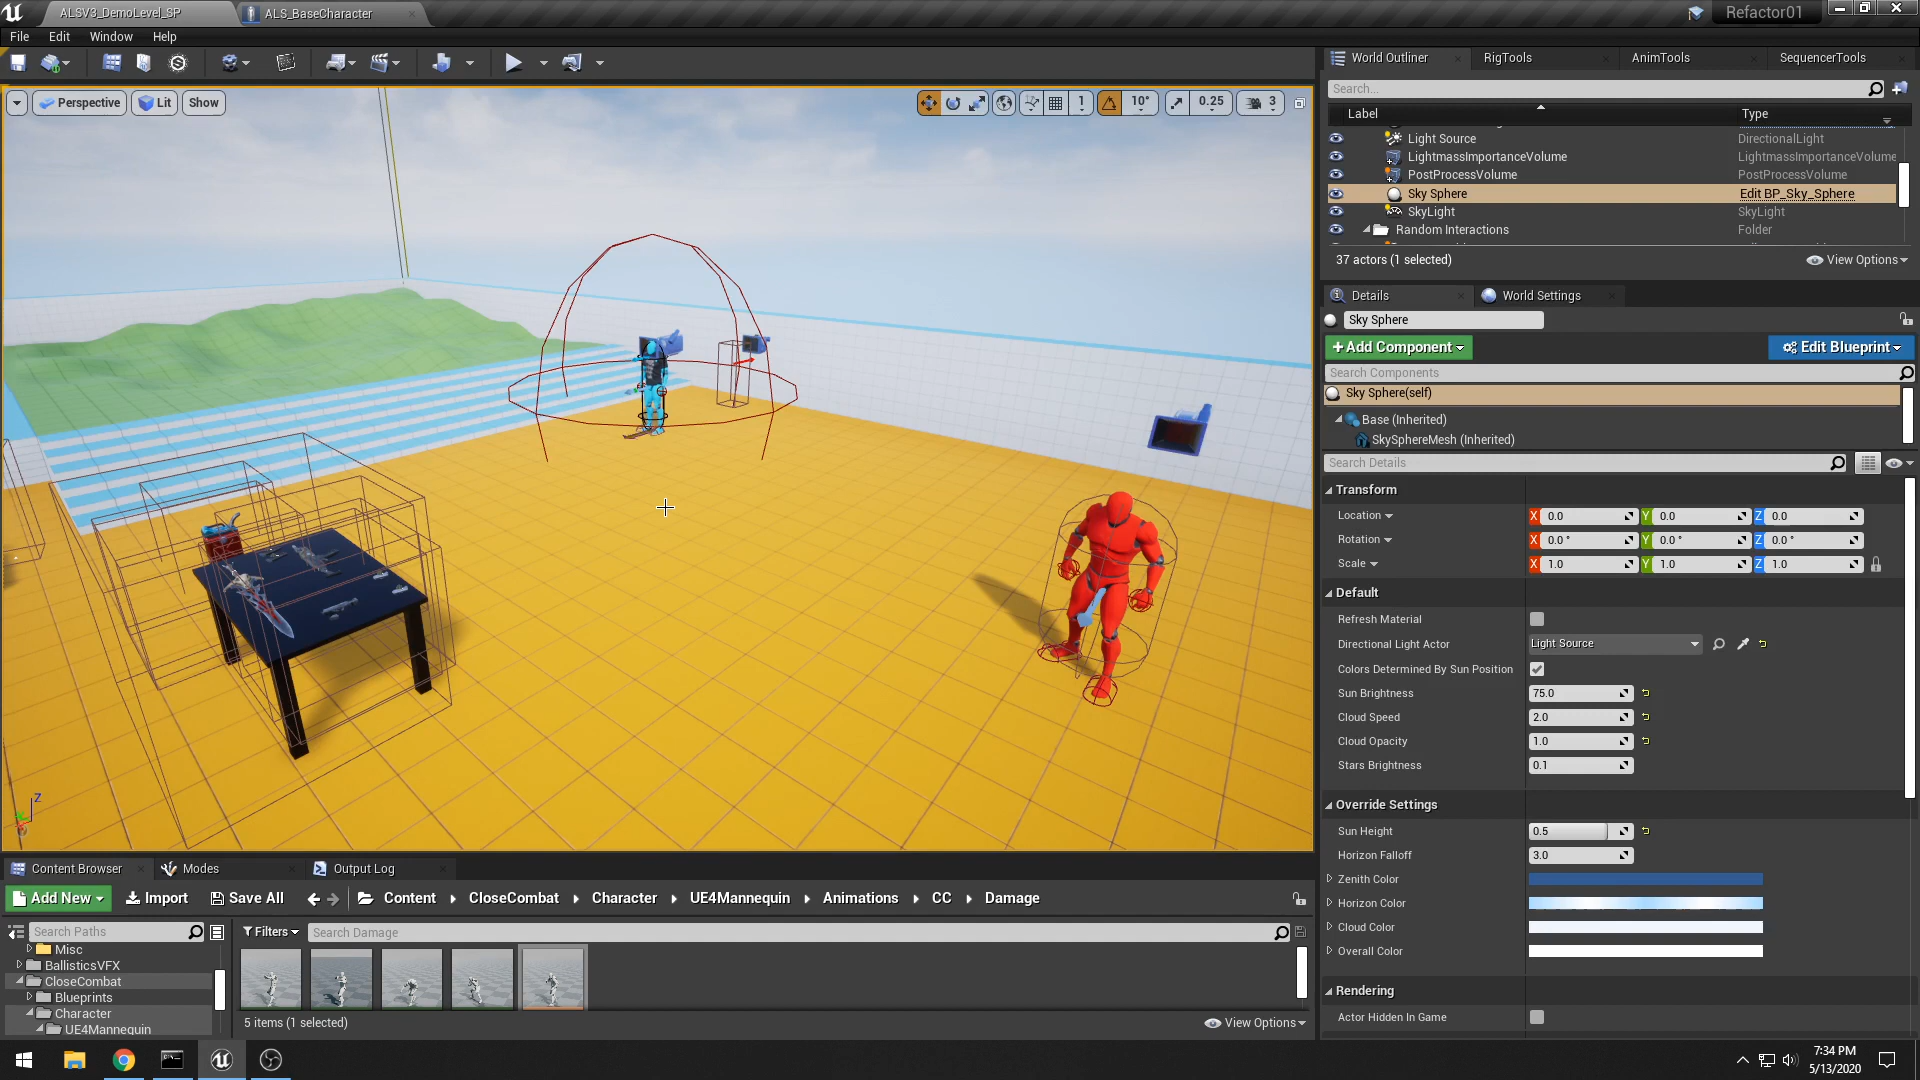 ALSV3_DemoLevel_SP
ALS_BaseCharacter
Refactor01
File Edit Window Help
World Outliner
RigTools
AnimTools
SequencerTools
Perspective
Lit
Show
1
10°
0.25
3
Search...
Label
Type
Light Source DirectionalLight
LightmassImportanceVolume LightmassImportanceVolume
PostProcessVolume PostProcessVolume
Sky Sphere Edit BP_Sky_Sphere
SkyLight SkyLight
Random Interactions Folder
37 actors (1 selected)
View Options
Details
World Settings
Sky Sphere
+Add Component
Edit Blueprint
Search Components
Sky Sphere(self)
Base (Inherited)
SkySphereMesh (Inherited)
Search Details
Transform
Location X 0.0 Y 0.0 Z 0.0
Rotation X 0.0 ° Y 0.0 ° Z 0.0 °
Scale X 1.0 Y 1.0 Z 1.0
Default
Refresh Material
Directional Light Actor Light Source
Colors Determined By Sun Position
Sun Brightness 75.0
Cloud Speed 2.0
Cloud Opacity 1.0
Stars Brightness 0.1
Override Settings
Sun Height 0.5
Horizon Falloff 3.0
Zenith Color
Horizon Color
Cloud Color
Overall Color
Rendering
Actor Hidden In Game
Z
Content Browser
Modes
Output Log
Add New
Import
Save All
Content CloseCombat Character UE4Mannequin Animations CC Damage
Search Paths
Filters
Search Damage
Misc
BallisticsVFX
CloseCombat
Blueprints
Character
UE4Mannequin
5 items (1 selected)
View Options
7:34 PM
5/13/2020